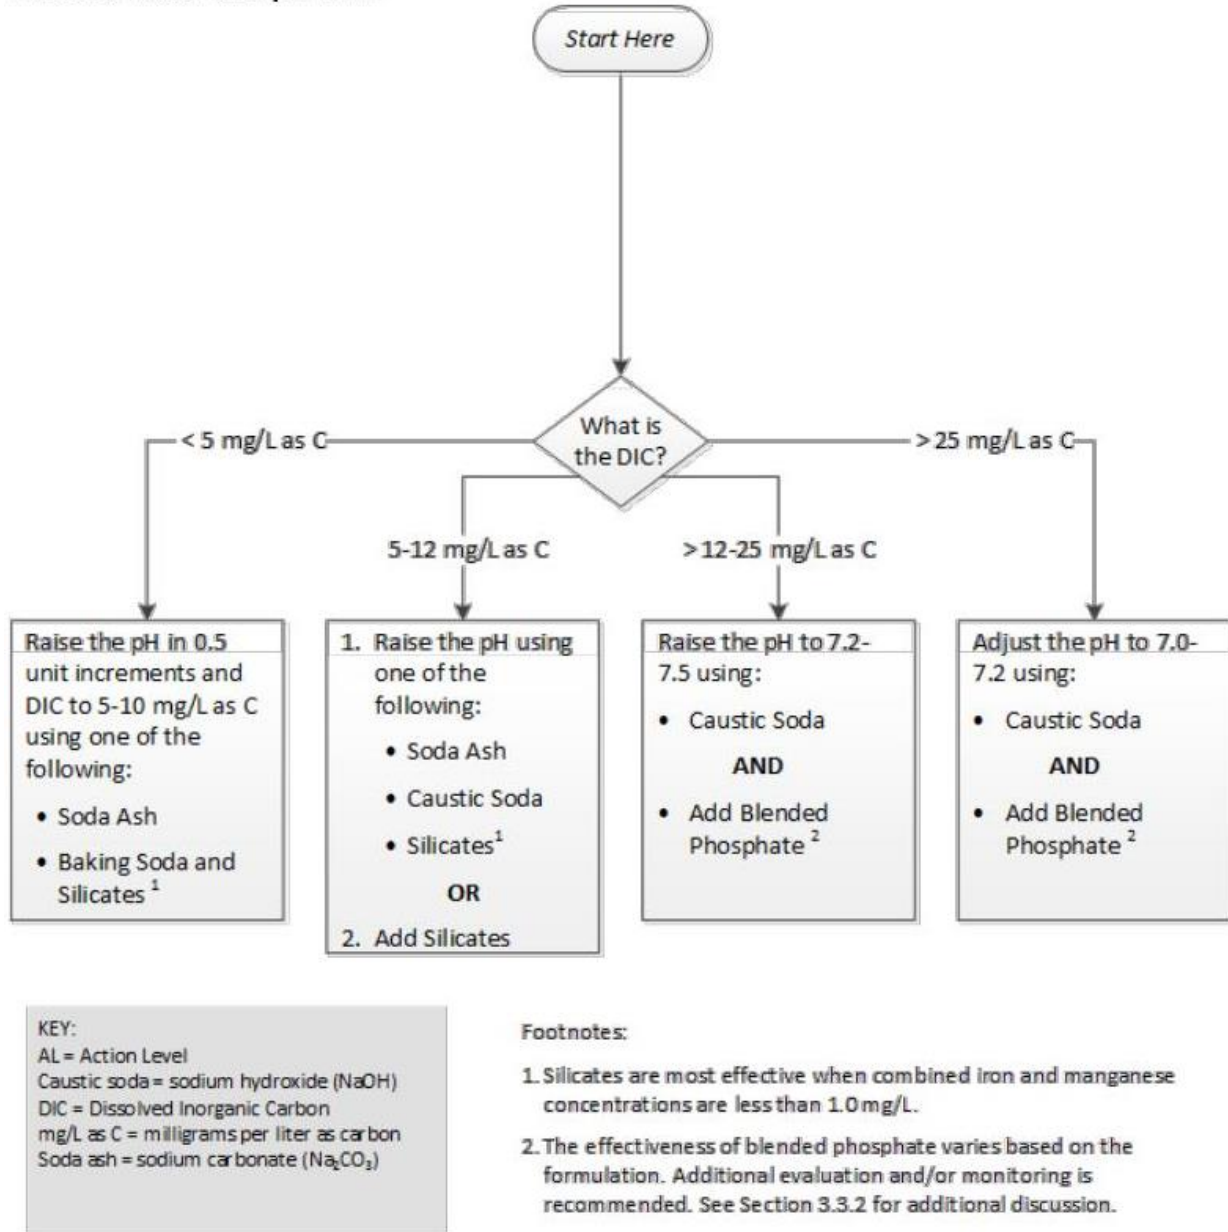 Start Here
What is
the DIC?
< 5 mg/L as C
> 25 mg/L as C
5-12 mg/L as C
>12-25 mg/L as C
Raise the pH in 0.5
unit increments and
DIC to 5-10 mg/L as C
using one of the
following:
• Soda Ash
• Baking Soda and
Silicates 1
1. Raise the pH using
one of the
following:
• Soda Ash
• Caustic Soda
• Silicates1
OR
2. Add Silicates
Raise the pH to 7.2-
7.5 using:
• Caustic Soda
AND
• Add Blended
Phosphate 2
Adjust the pH to 7.0-
7.2 using:
• Caustic Soda
AND
• Add Blended
Phosphate 2
KEY:
AL = Action Level
Caustic soda = sodium hydroxide (NaOH)
DIC = Dissolved Inorganic Carbon
mg/L as C = milligrams per liter as carbon
Soda ash = sodium carbonate (Na₂CO₃)
Footnotes:
1. Silicates are most effective when combined iron and manganese
concentrations are less than 1.0 mg/L.
2. The effectiveness of blended phosphate varies based on the
formulation. Additional evaluation and/or monitoring is
recommended. See Section 3.3.2 for additional discussion.